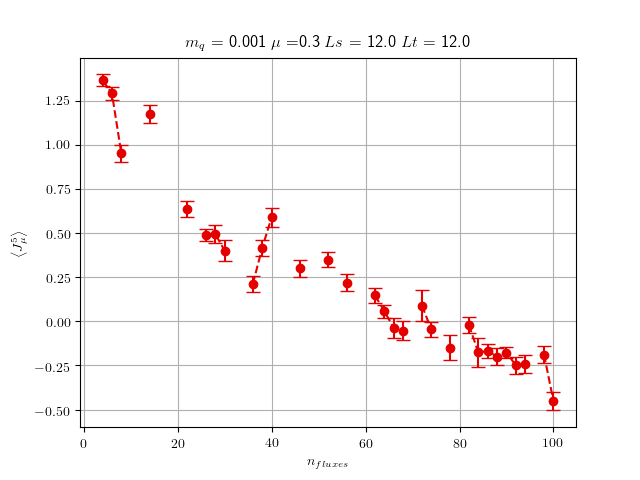 $m_q$ = 0.001 $\mu$ =0.3 $Ls$ = 12.0 $Lt$ = 12.0
$\langle J^5_\mu \rangle$
1.25
1.00
0.75
0.50
0.25
0.00
−0.25
−0.50
0 20 40 60 80 100
$n_{fluxes}$